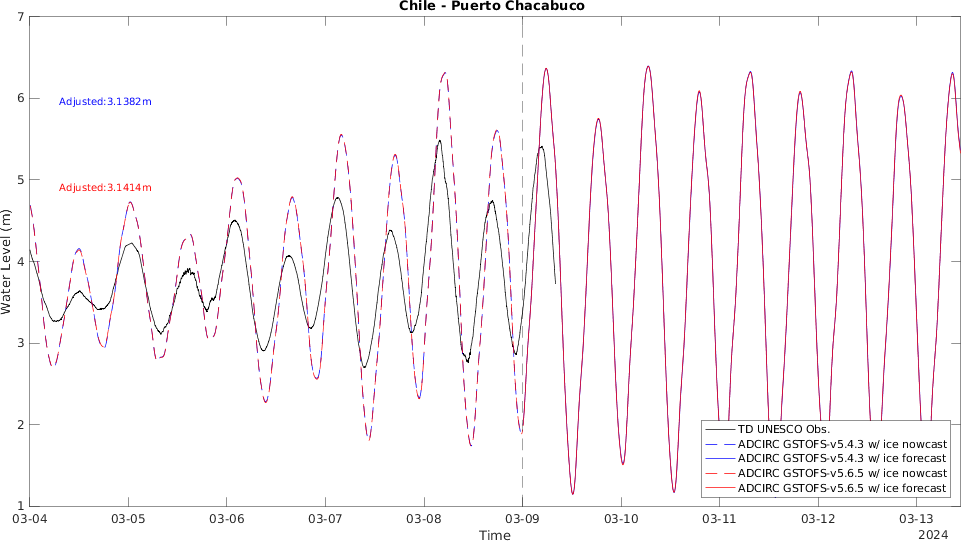 Chile - Puerto Chacabuco
7
6
5
4
3
2
1
Water Level (m)
Adjusted:3.1382m
Adjusted:3.1414m
TD UNESCO Obs.
ADCIRC GSTOFS-v5.4.3 w/ ice nowcast
ADCIRC GSTOFS-v5.4.3 w/ ice forecast
ADCIRC GSTOFS-v5.6.5 w/ ice nowcast
ADCIRC GSTOFS-v5.6.5 w/ ice forecast
03-04 03-05 03-06 03-07 03-08 03-09 03-10 03-11 03-12 03-13
Time
2024